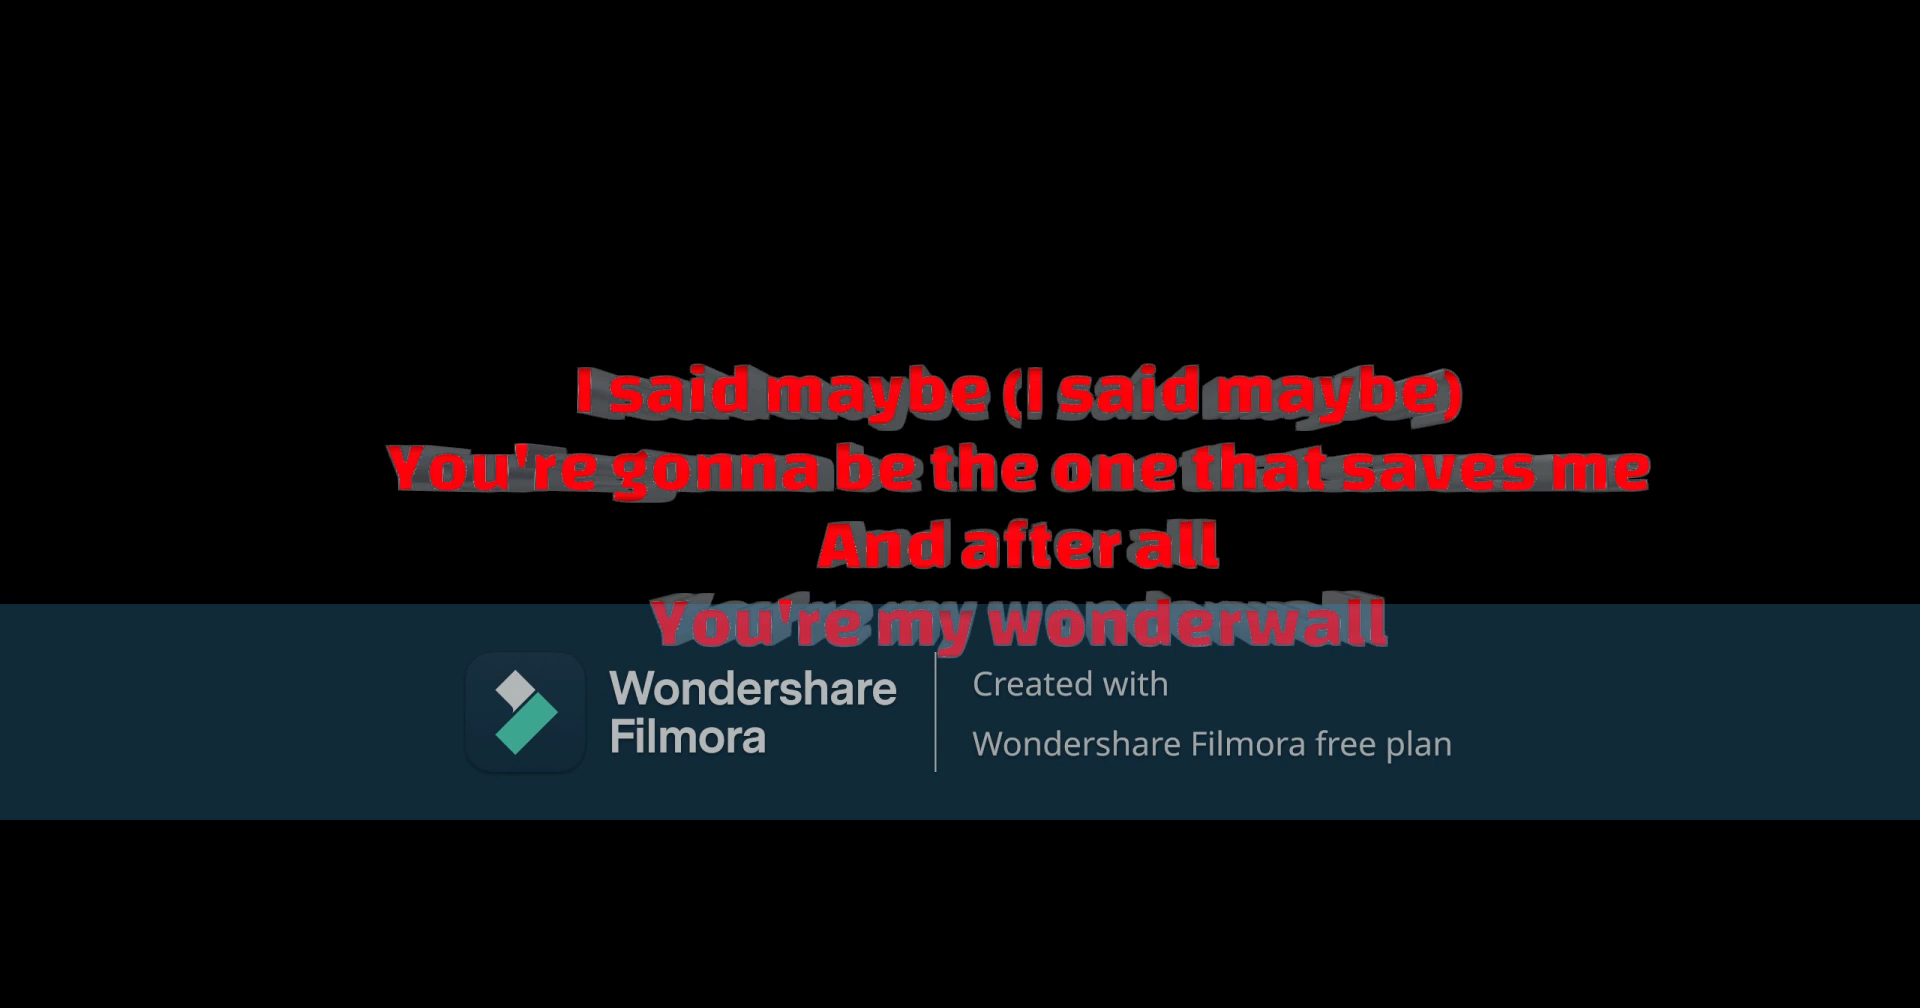 I said maybe (I said maybe)
You're gonna be the one that saves me
And after all
You're my wonderwall
Wondershare
Filmora
Created with
Wondershare Filmora free plan